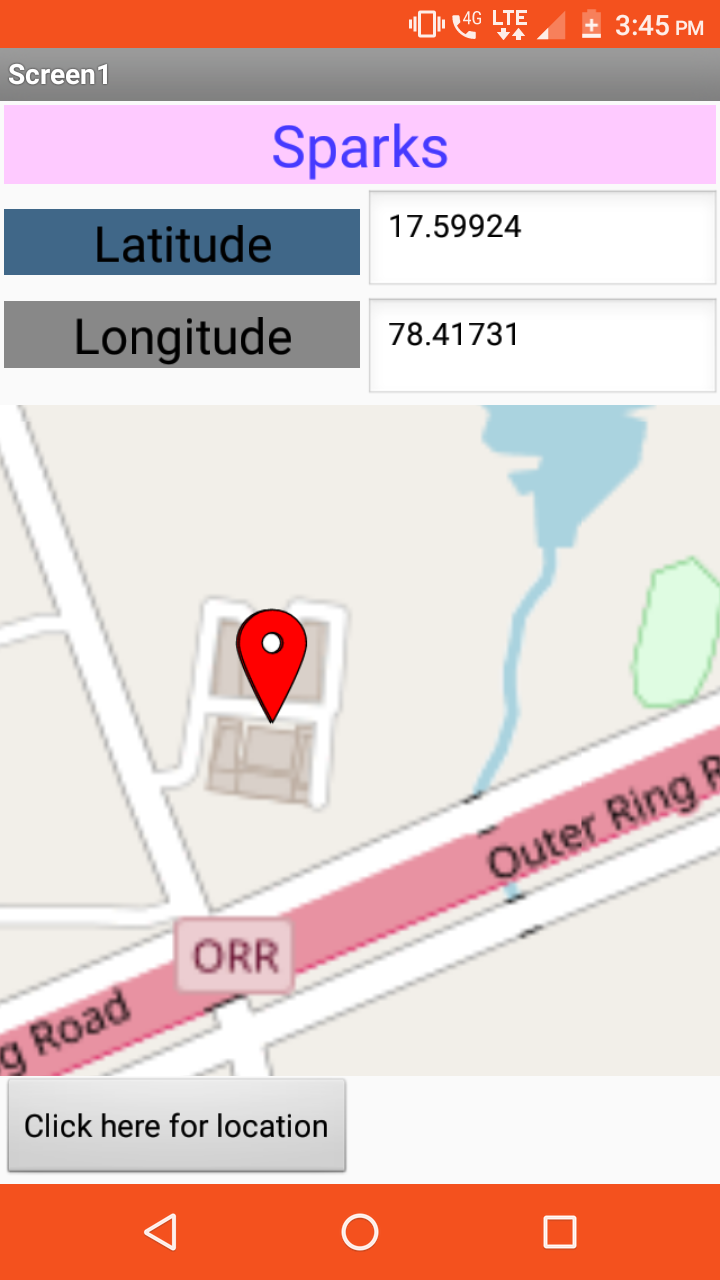 4G LTE 3:45 PM
Screen1
Sparks
Latitude
17.59924
Longitude
78.41731
Outer Ring R
ORR
g Road
Click here for location